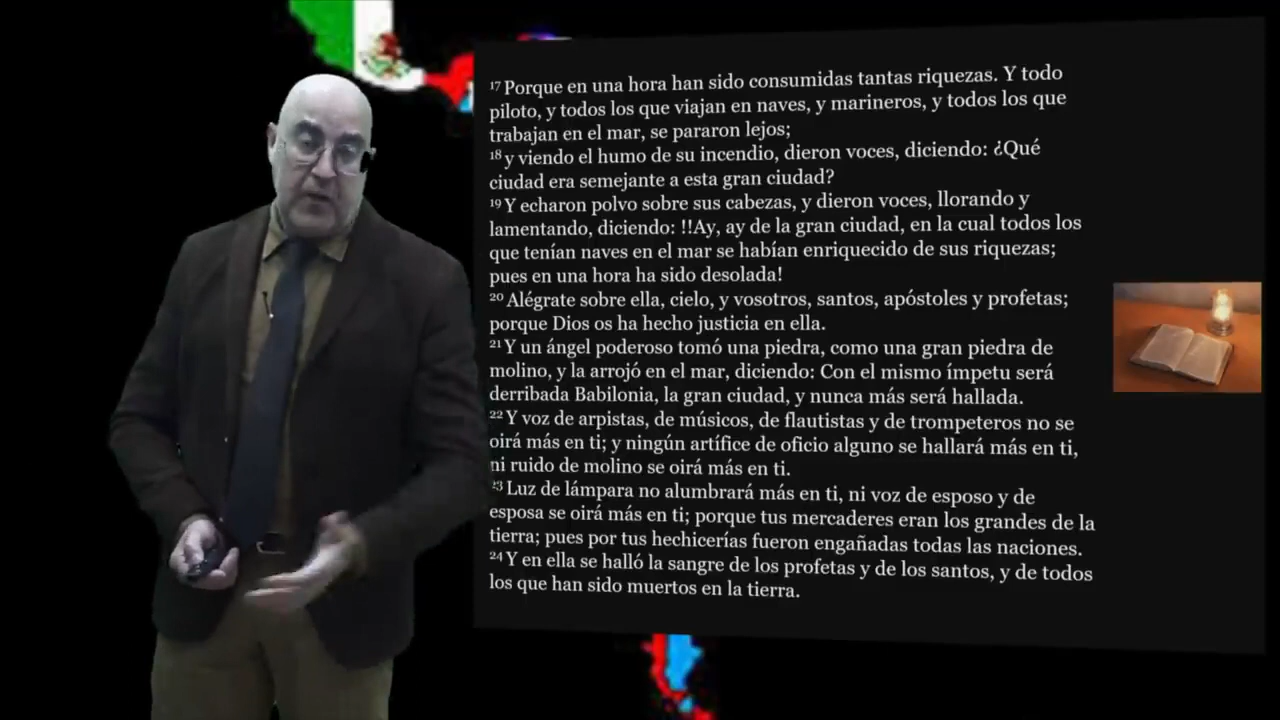 17 Porque en una hora han sido consumidas tantas riquezas. Y todo
piloto, y todos los que viajan en naves, y marineros, y todos los que
trabajan en el mar, se pararon lejos;
18 y viendo el humo de su incendio, dieron voces, diciendo: ¿Qué
ciudad era semejante a esta gran ciudad?
19 Y echaron polvo sobre sus cabezas, y dieron voces, llorando y
lamentando, diciendo: !!Ay, ay de la gran ciudad, en la cual todos los
que tenían naves en el mar se habían enriquecido de sus riquezas;
pues en una hora ha sido desolada!
20 Alégrate sobre ella, cielo, y vosotros, santos, apóstoles y profetas;
porque Dios os ha hecho justicia en ella.
21 Y un ángel poderoso tomó una piedra, como una gran piedra de
molino, y la arrojó en el mar, diciendo: Con el mismo ímpetu será
derribada Babilonia, la gran ciudad, y nunca más será hallada.
22 Y voz de arpistas, de músicos, de flautistas y de trompeteros no se
oirá más en ti; y ningún artífice de oficio alguno se hallará más en ti,
ni ruido de molino se oirá más en ti.
23 Luz de lámpara no alumbrará más en ti, ni voz de esposo y de
esposa se oirá más en ti; porque tus mercaderes eran los grandes de la
tierra; pues por tus hechicerías fueron engañadas todas las naciones.
24 Y en ella se halló la sangre de los profetas y de los santos, y de todos
los que han sido muertos en la tierra.